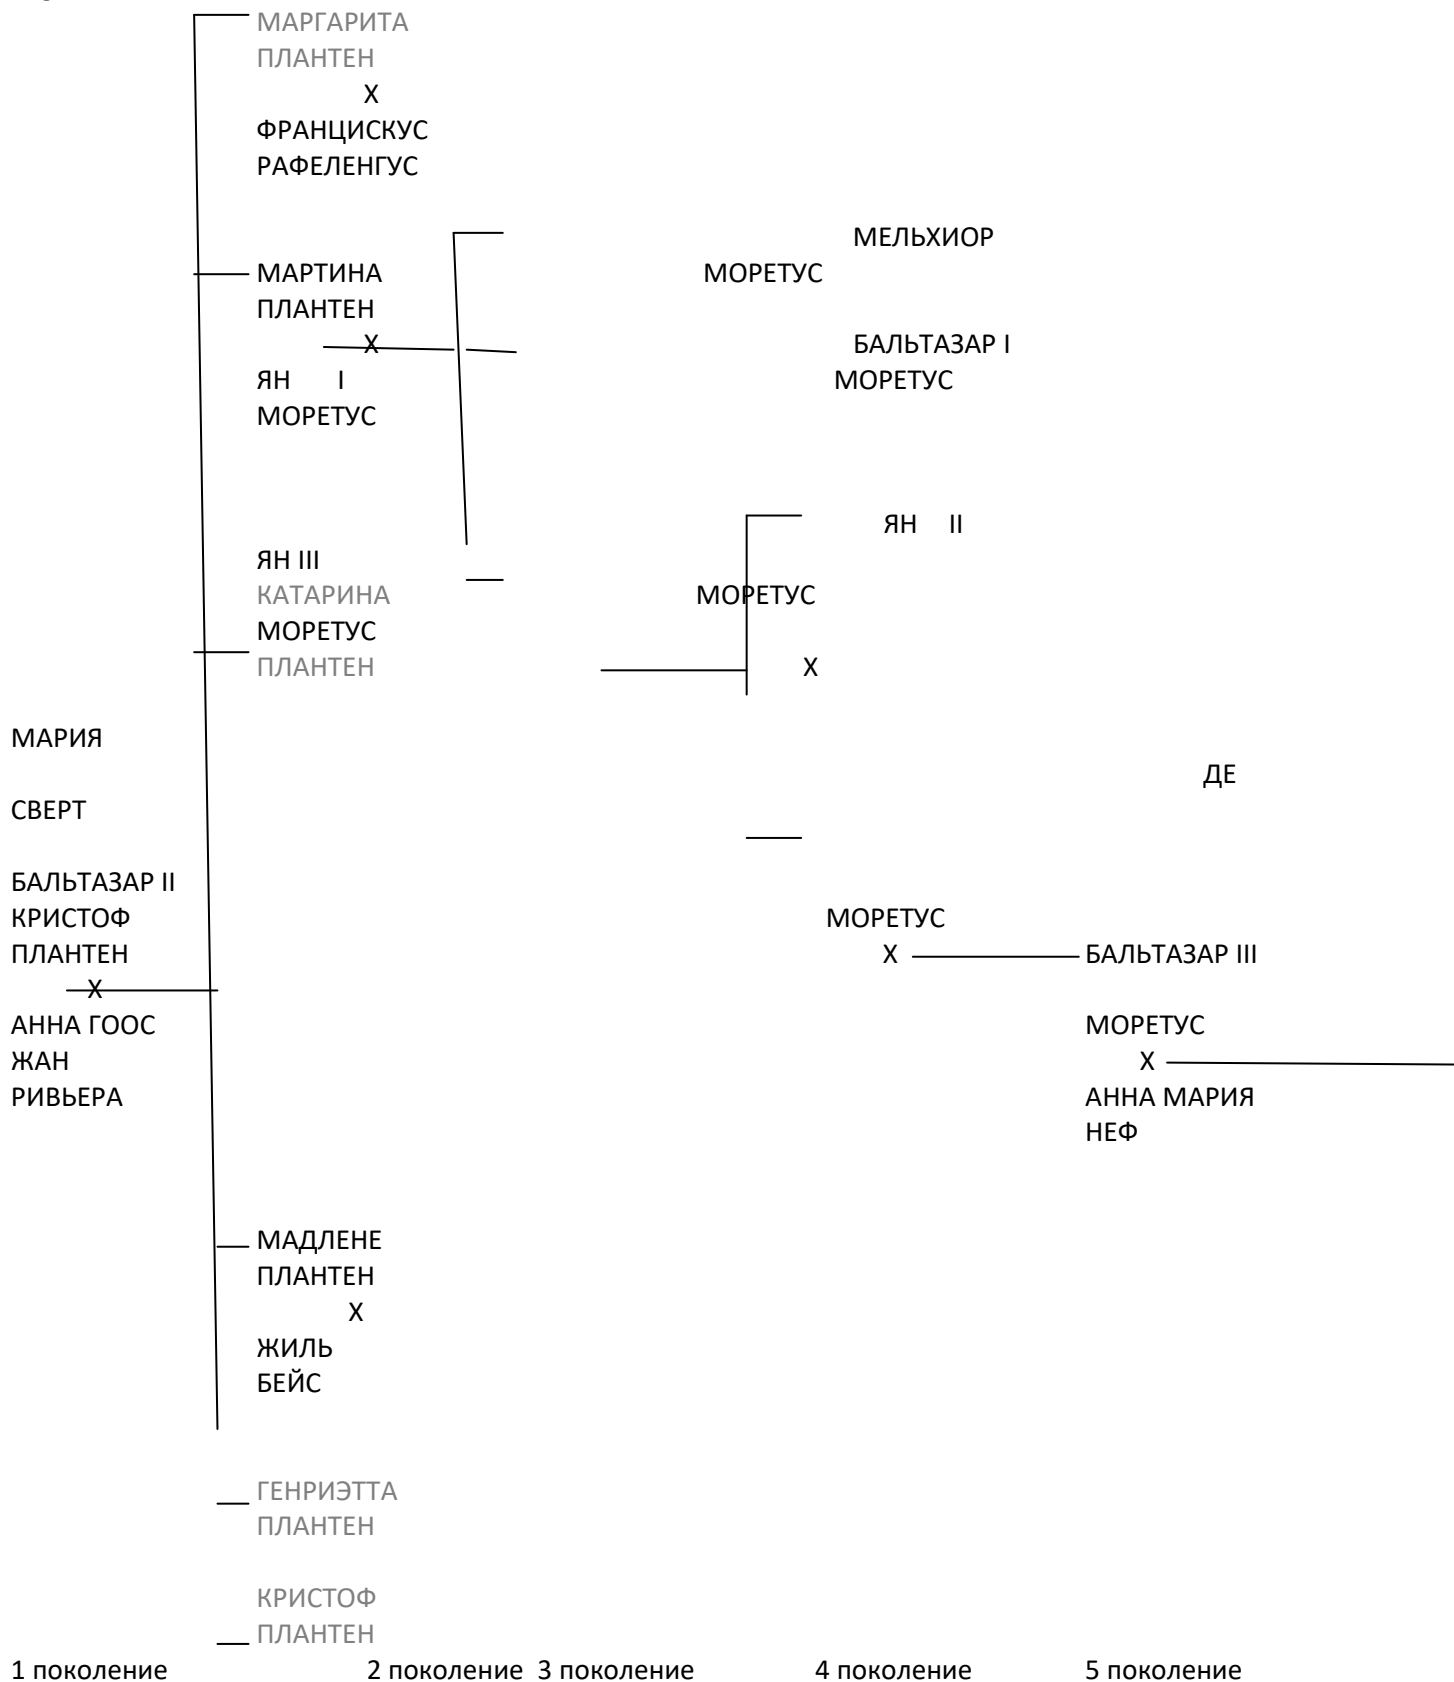 МАРГАРИТА
ПЛАНТЕН
X
ФРАНЦИСКУС
РАФЕЛЕНГУС
МЕЛЬХИОР
МАРТИНА МОРЕТУС
ПЛАНТЕН
X БАЛЬТАЗАР I
ЯН I МОРЕТУС
МОРЕТУС
ЯН II
ЯН III
КАТАРИНА МОРЕТУС
МОРЕТУС
ПЛАНТЕН X
МАРИЯ
ДЕ
СВЕРТ
БАЛЬТАЗАР II
КРИСТОФ МОРЕТУС
ПЛАНТЕН X БАЛЬТАЗАР III
X
АННА ГООС МОРЕТУС
ЖАН X
РИВЬЕРА АННА МАРИЯ
НЕФ
МАДЛЕНЕ
ПЛАНТЕН
X
ЖИЛЬ
БЕЙС
ГЕНРИЭТТА
ПЛАНТЕН
КРИСТОФ
ПЛАНТЕН
1 поколение 2 поколение 3 поколение 4 поколение 5 поколение